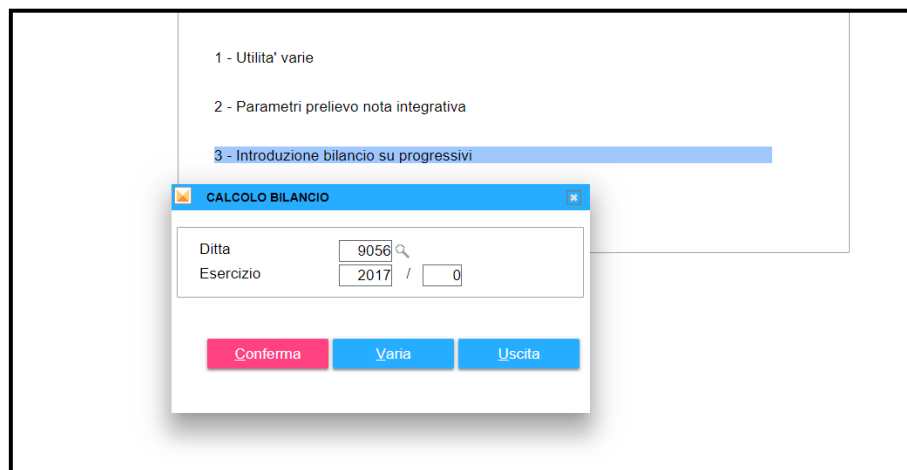 1 - Utilita' varie
2 - Parametri prelievo nota integrativa
3 - Introduzione bilancio su progressivi
CALCOLO BILANCIO
Ditta 9056
Esercizio 2017 / 0
Conferma Varia Uscita